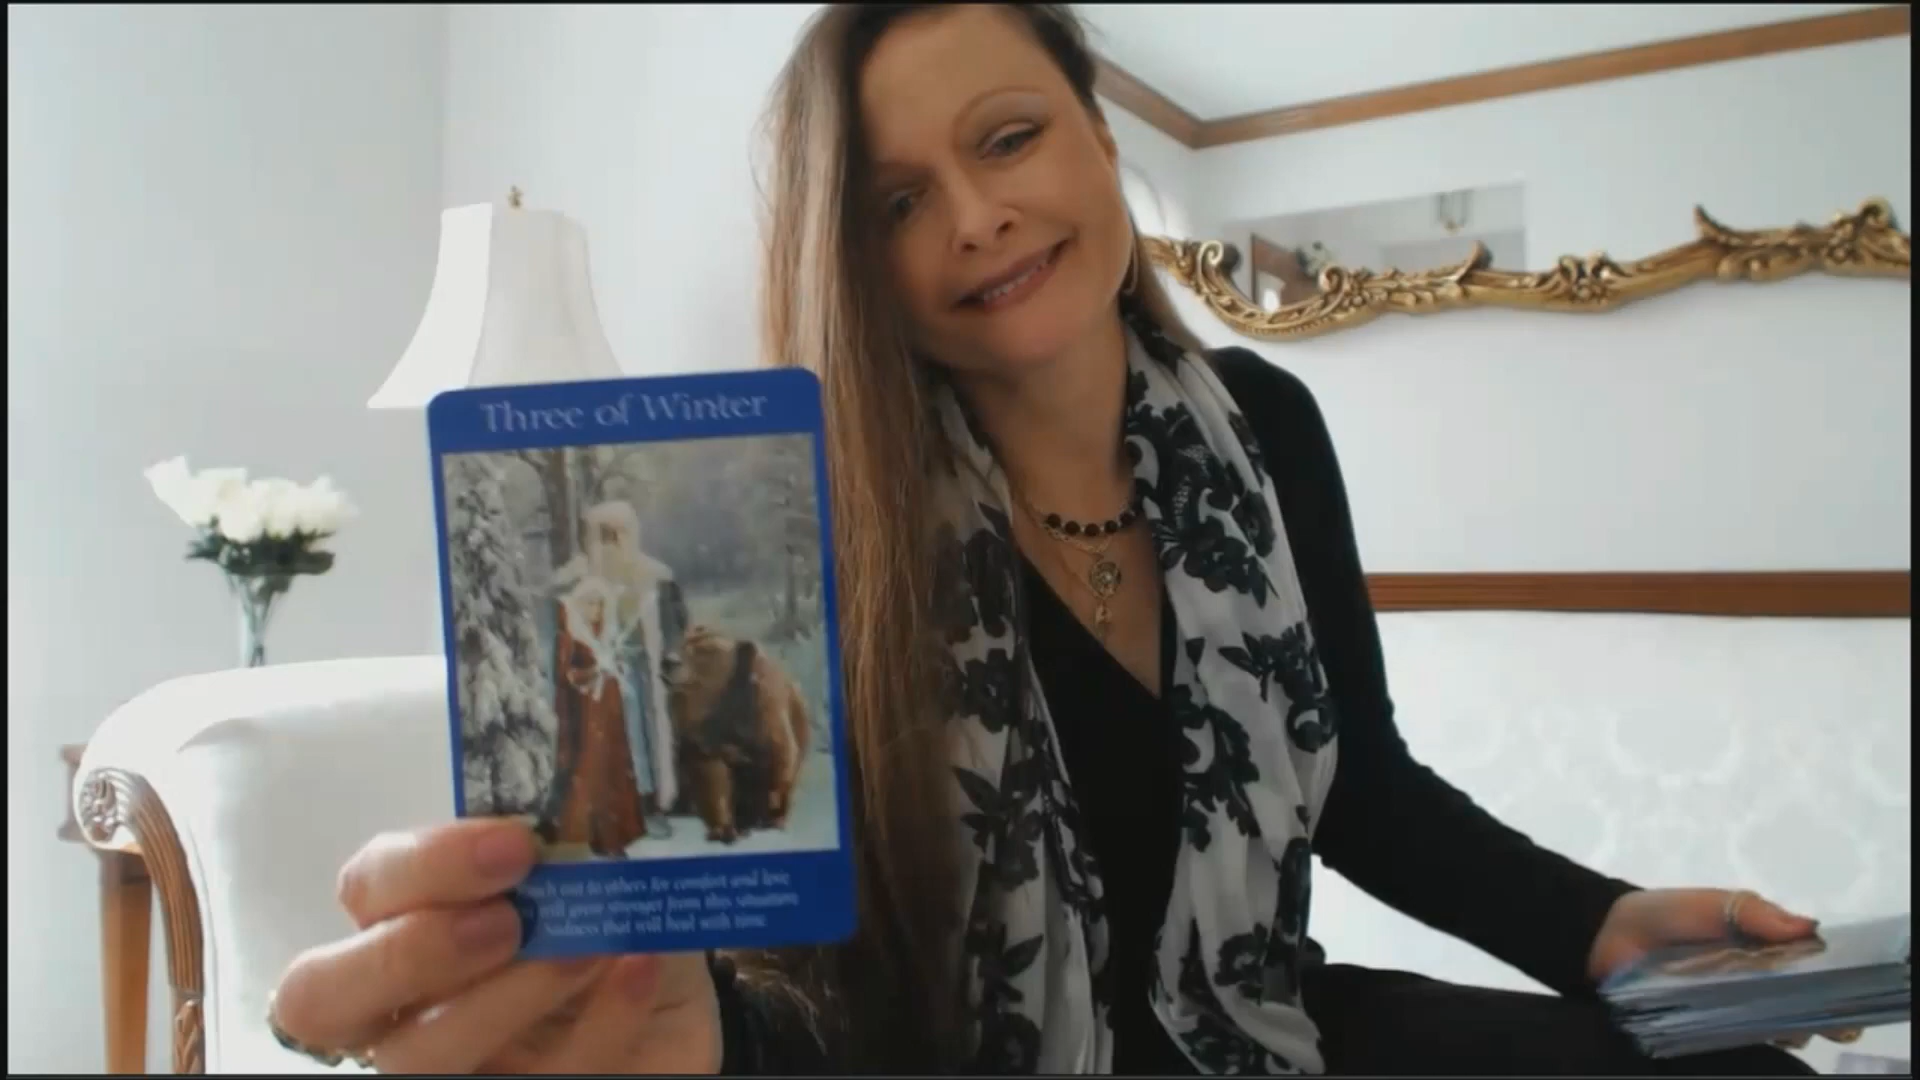 Three of Winter
out to others for comfort and love
will grow stronger from this situation
Sadness that will heal with time